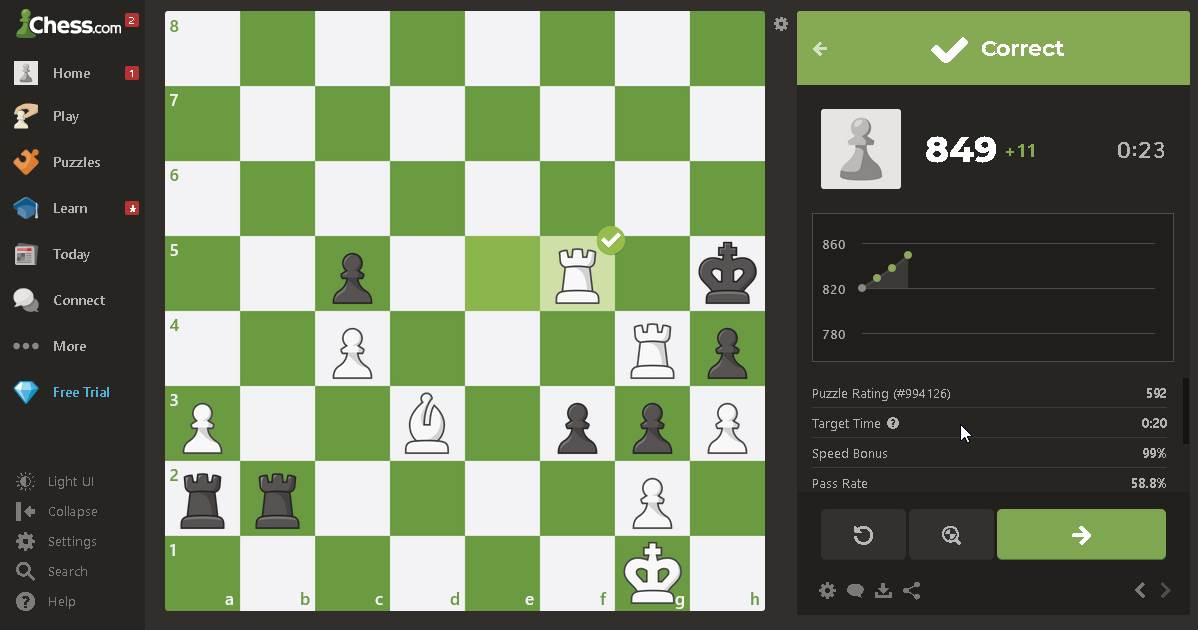 Chess.com 2
Home 1
Play
Puzzles
Learn
Today
Connect
More
Free Trial
Light UI
Collapse
Settings
Search
Help
8
7
6
5
4
3
2
1
a b c d e f g h
Correct
849 +11 0:23
860
820
780
Puzzle Rating (#994126) 592
Target Time ? 0:20
Speed Bonus 99%
Pass Rate 58.8%